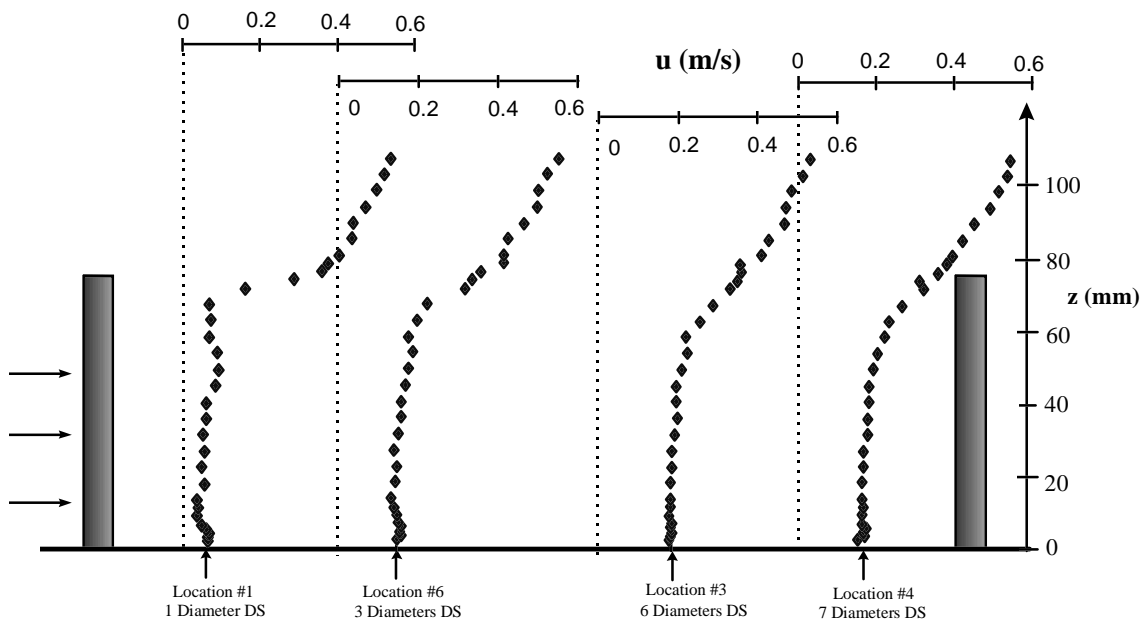 0 0.2 0.4 0.6
u (m/s)
0 0.2 0.4 0.6
0 0.2 0.4 0.6
0 0.2 0.4 0.6
100
80
z (mm)
60
40
20
0
Location #1
1 Diameter DS
Location #6
3 Diameters DS
Location #3
6 Diameters DS
Location #4
7 Diameters DS